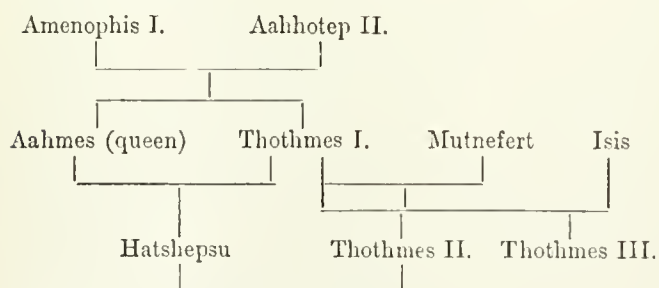 Amenophis I. Aahhotep II.
Aahmes (queen) Thothmes I. Mutnefert Isis
Hatshepsu Thothmes II. Thothmes III.